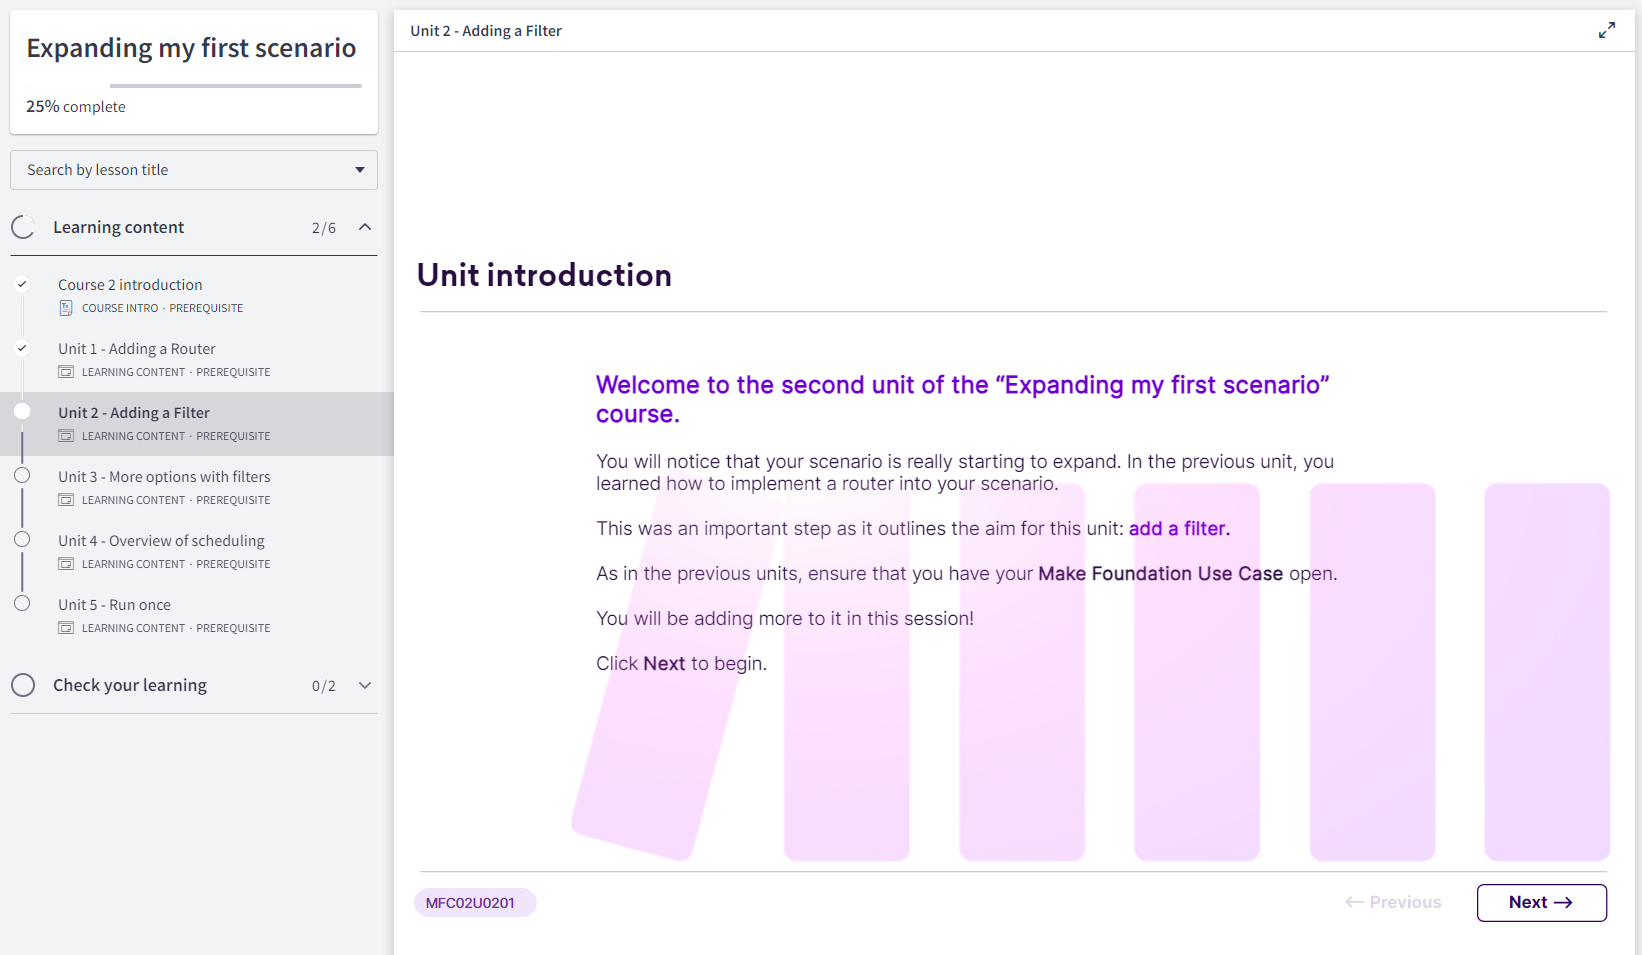 Expanding my first scenario
25% complete
Search by lesson title
Learning content 2/6
Course 2 introduction
COURSE INTRO · PREREQUISITE
Unit 1 - Adding a Router
LEARNING CONTENT · PREREQUISITE
Unit 2 - Adding a Filter
LEARNING CONTENT · PREREQUISITE
Unit 3 - More options with filters
LEARNING CONTENT · PREREQUISITE
Unit 4 - Overview of scheduling
LEARNING CONTENT · PREREQUISITE
Unit 5 - Run once
LEARNING CONTENT · PREREQUISITE
Check your learning 0/2
Unit 2 - Adding a Filter
Unit introduction
Welcome to the second unit of the “Expanding my first scenario”
course.
You will notice that your scenario is really starting to expand. In the previous unit, you
learned how to implement a router into your scenario.
This was an important step as it outlines the aim for this unit: add a filter.
As in the previous units, ensure that you have your Make Foundation Use Case open.
You will be adding more to it in this session!
Click Next to begin.
MFC02U0201
← Previous
Next →